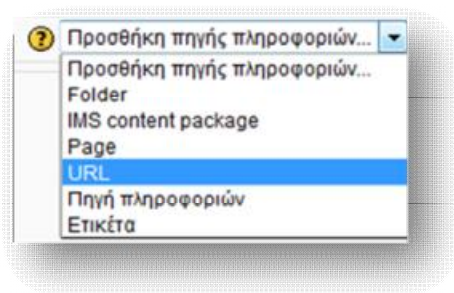 Προσθήκη πηγής πληροφοριών...
Προσθήκη πηγής πληροφοριών...
Folder
IMS content package
Page
URL
Πηγή πληροφοριών
Ετικέτα